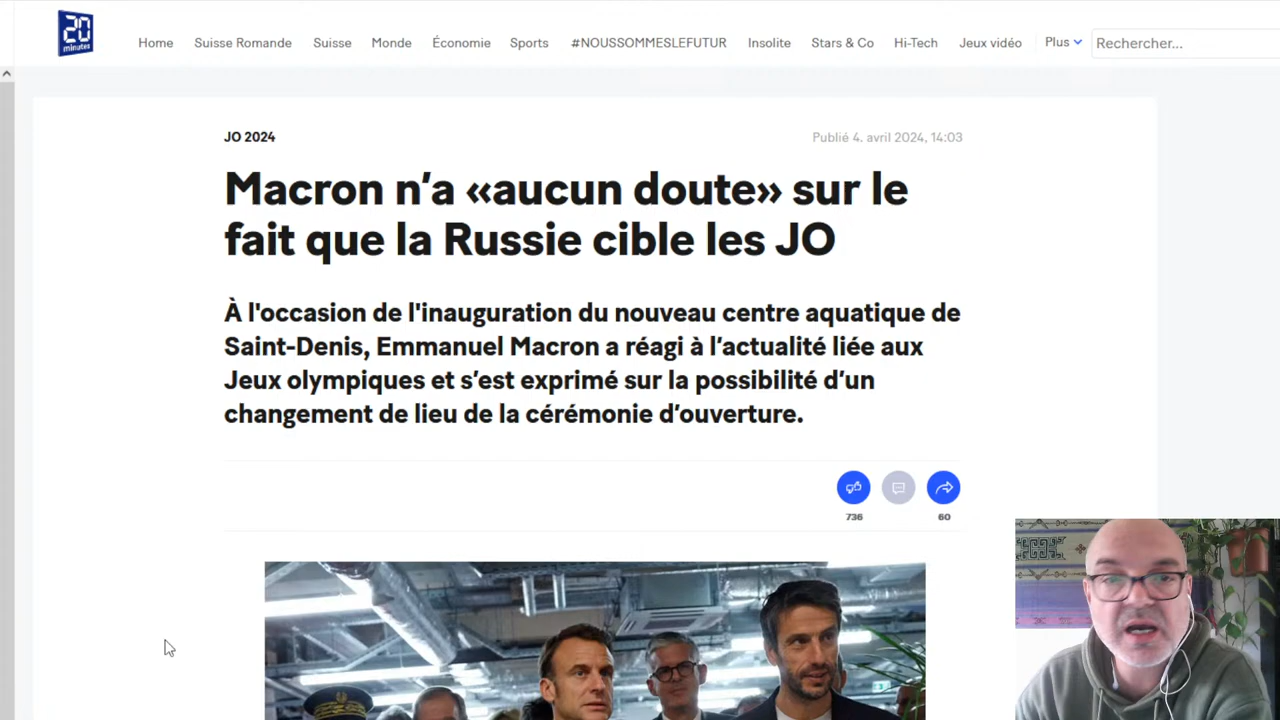 20
minutes
Home Suisse Romande Suisse Monde Économie Sports #NOUSSOMMESLEFUTUR Insolite Stars & Co Hi-Tech Jeux vidéo Plus Rechercher...
JO 2024
Publié 4. avril 2024, 14:03
Macron n’a «aucun doute» sur le
fait que la Russie cible les JO
À l'occasion de l'inauguration du nouveau centre aquatique de
Saint-Denis, Emmanuel Macron a réagi à l’actualité liée aux
Jeux olympiques et s’est exprimé sur la possibilité d’un
changement de lieu de la cérémonie d’ouverture.
736 60